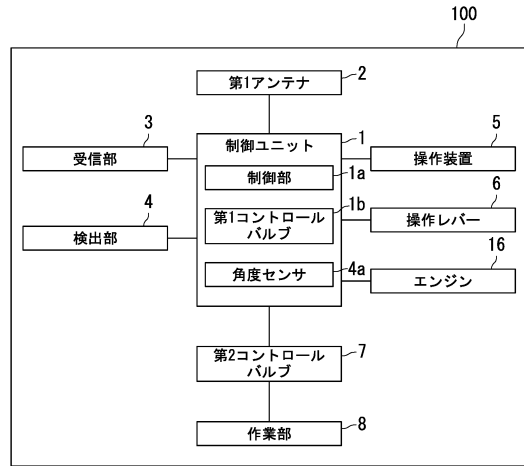 100
第1アンテナ
2
3
受信部
制御ユニット
1
5
操作装置
制御部
1a
4
検出部
第1コントロール
バルブ
1b
6
操作レバー
角度センサ
4a
16
エンジン
第2コントロール
バルブ
7
作業部
8